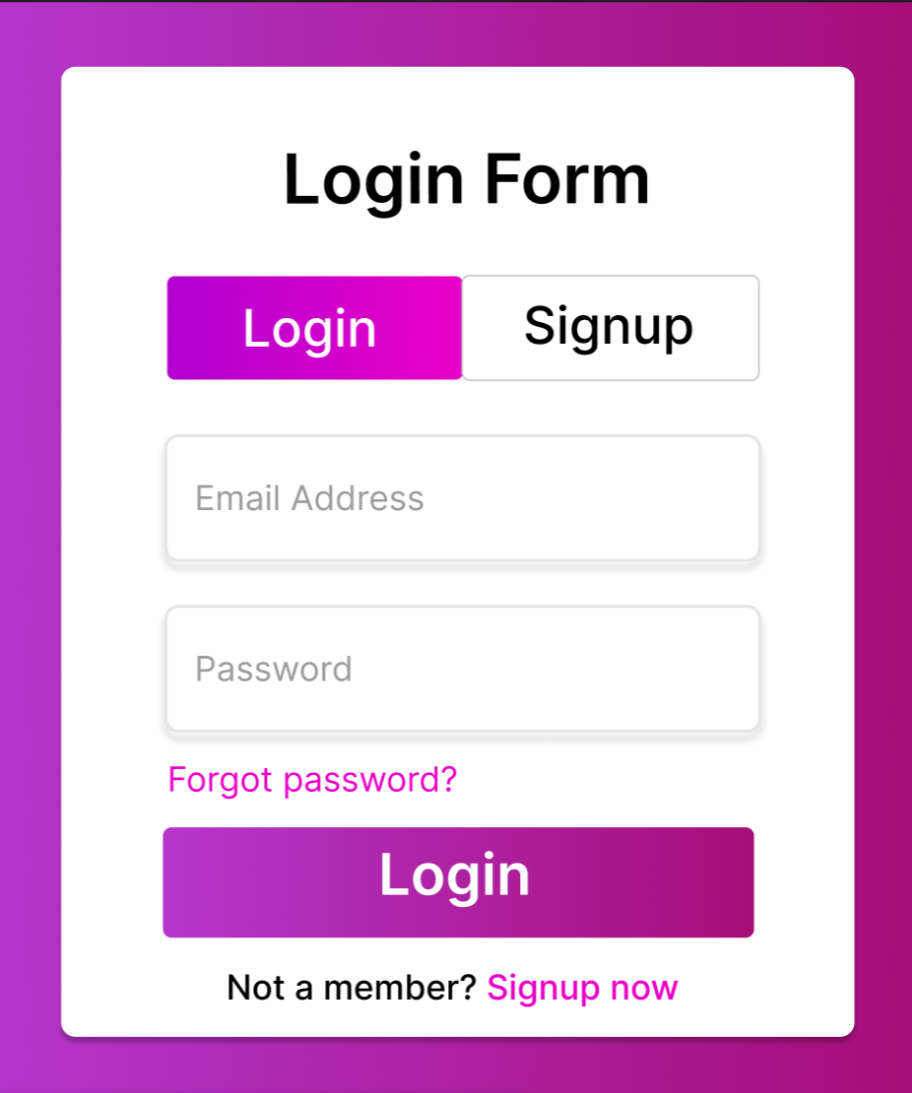 Login Form
Login Signup
Email Address
Password
Forgot password?
Login
Not a member? Signup now